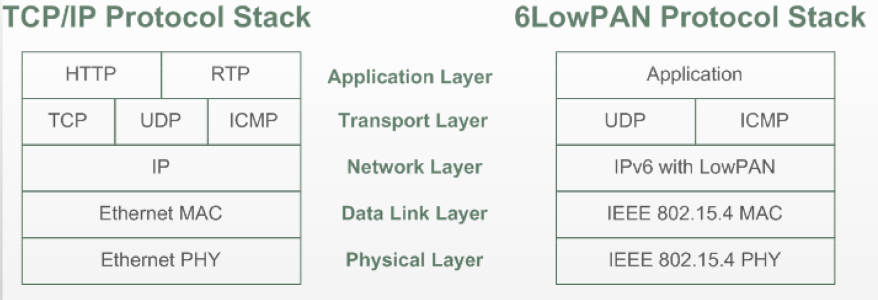 TCP/IP Protocol Stack
6LowPAN Protocol Stack
HTTP RTP Application Layer Application
TCP UDP ICMP Transport Layer UDP ICMP
IP Network Layer IPv6 with LowPAN
Ethernet MAC Data Link Layer IEEE 802.15.4 MAC
Ethernet PHY Physical Layer IEEE 802.15.4 PHY